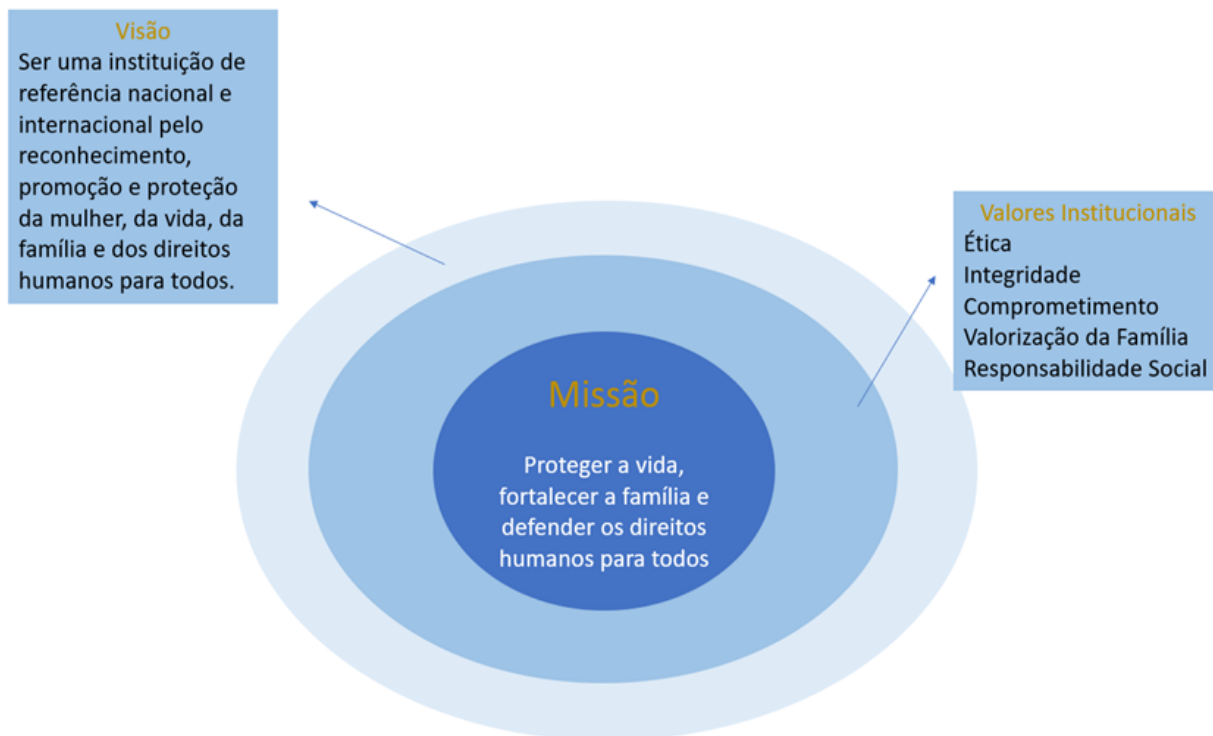 Visão
Ser uma instituição de
referência nacional e
internacional pelo
reconhecimento,
promoção e proteção
da mulher, da vida, da
família e dos direitos
humanos para todos.
Valores Institucionais
Ética
Integridade
Comprometimento
Valorização da Família
Responsabilidade Social
Missão
Proteger a vida,
fortalecer a família e
defender os direitos
humanos para todos